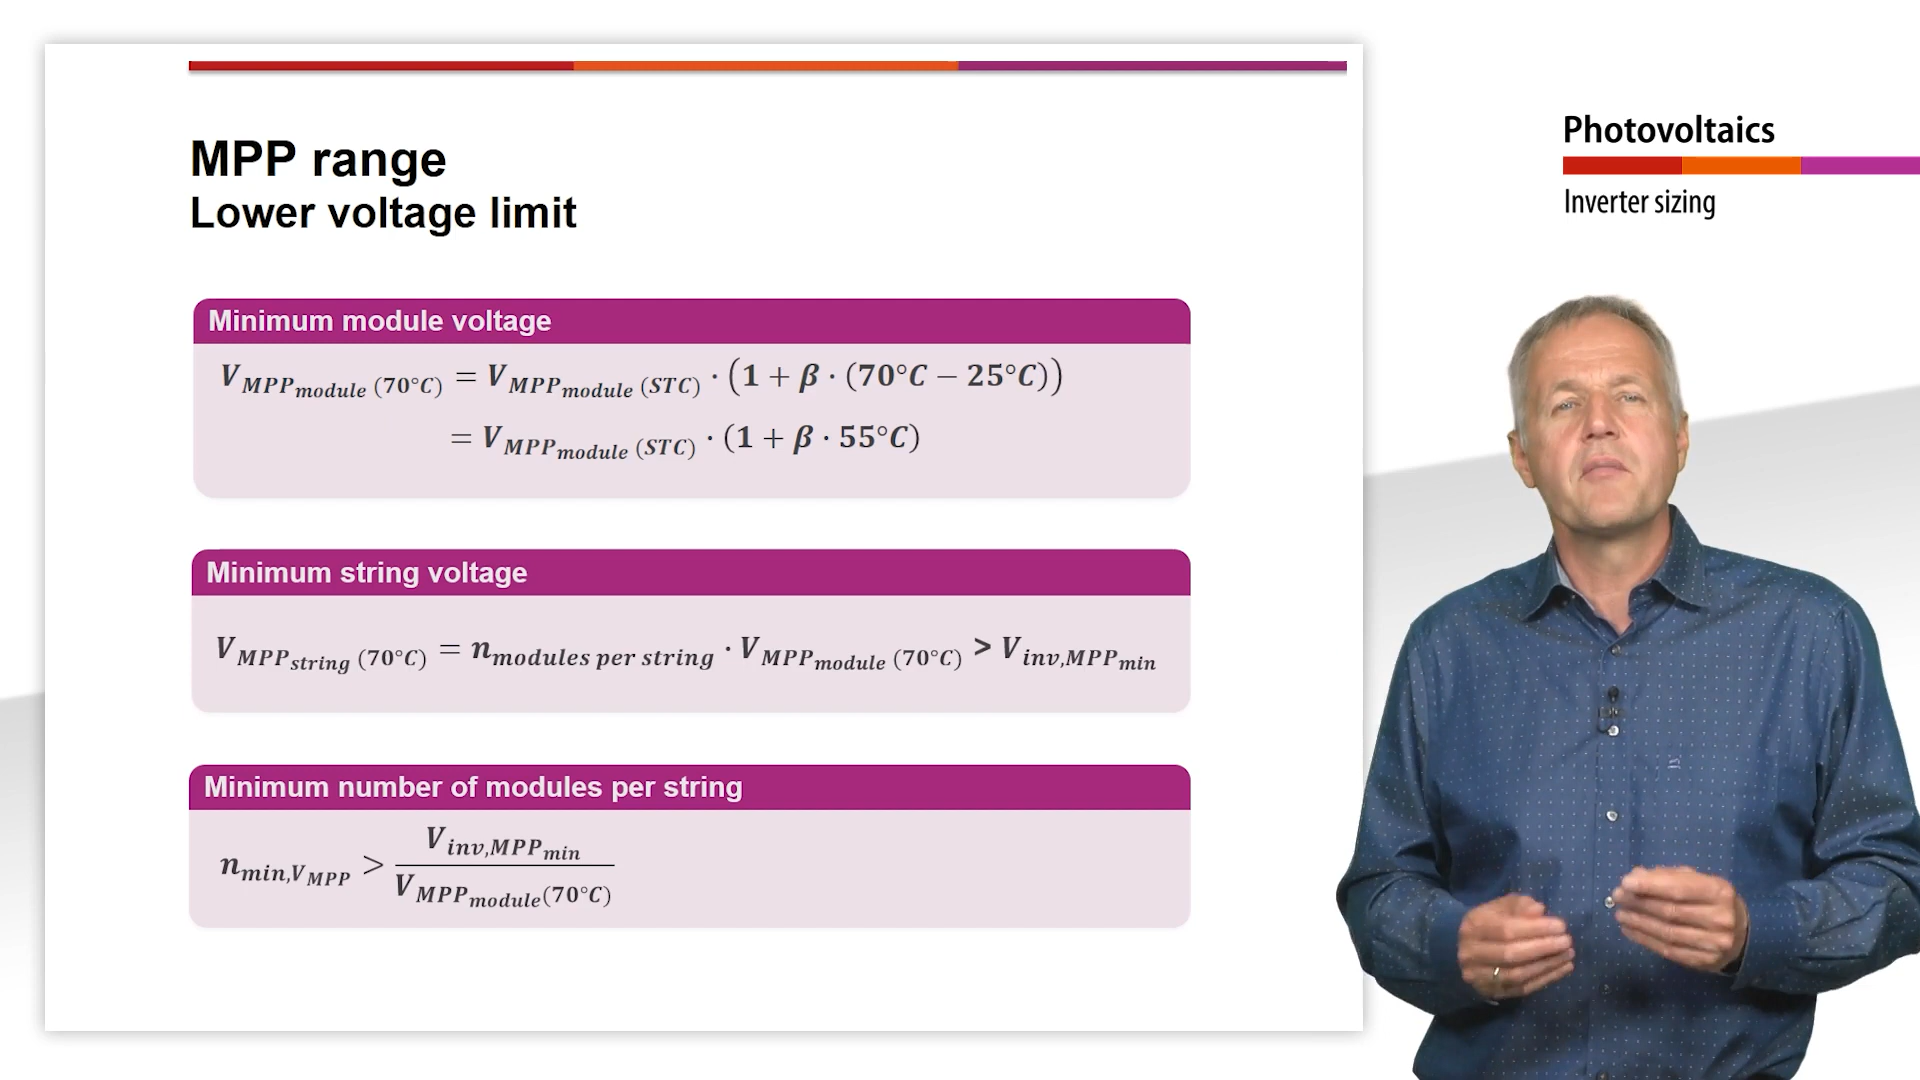 MPP range
Lower voltage limit
Minimum module voltage
V_MPP_module (70°C) = V_MPP_module (STC) · (1 + β · (70°C − 25°C))
= V_MPP_module (STC) · (1 + β · 55°C)
Minimum string voltage
V_MPP_string (70°C) = n_modules per string · V_MPP_module (70°C) > V_inv,MPP_min
Minimum number of modules per string
n_min,V_MPP > V_inv,MPP_min / V_MPP_module(70°C)
Photovoltaics
Inverter sizing